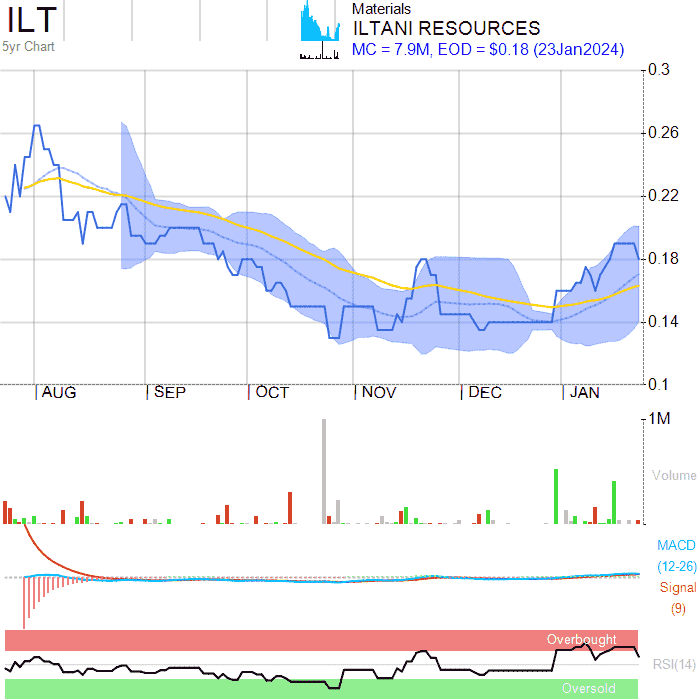 ILT
5yr Chart
Materials
ILTANI RESOURCES
MC = 7.9M, EOD = $0.18 (23Jan2024)
0.3
0.26
0.22
0.18
0.14
0.1
AUG SEP OCT NOV DEC JAN
1M
Volume
MACD
(12-26)
Signal
(9)
Overbought
RSI(14)
Oversold